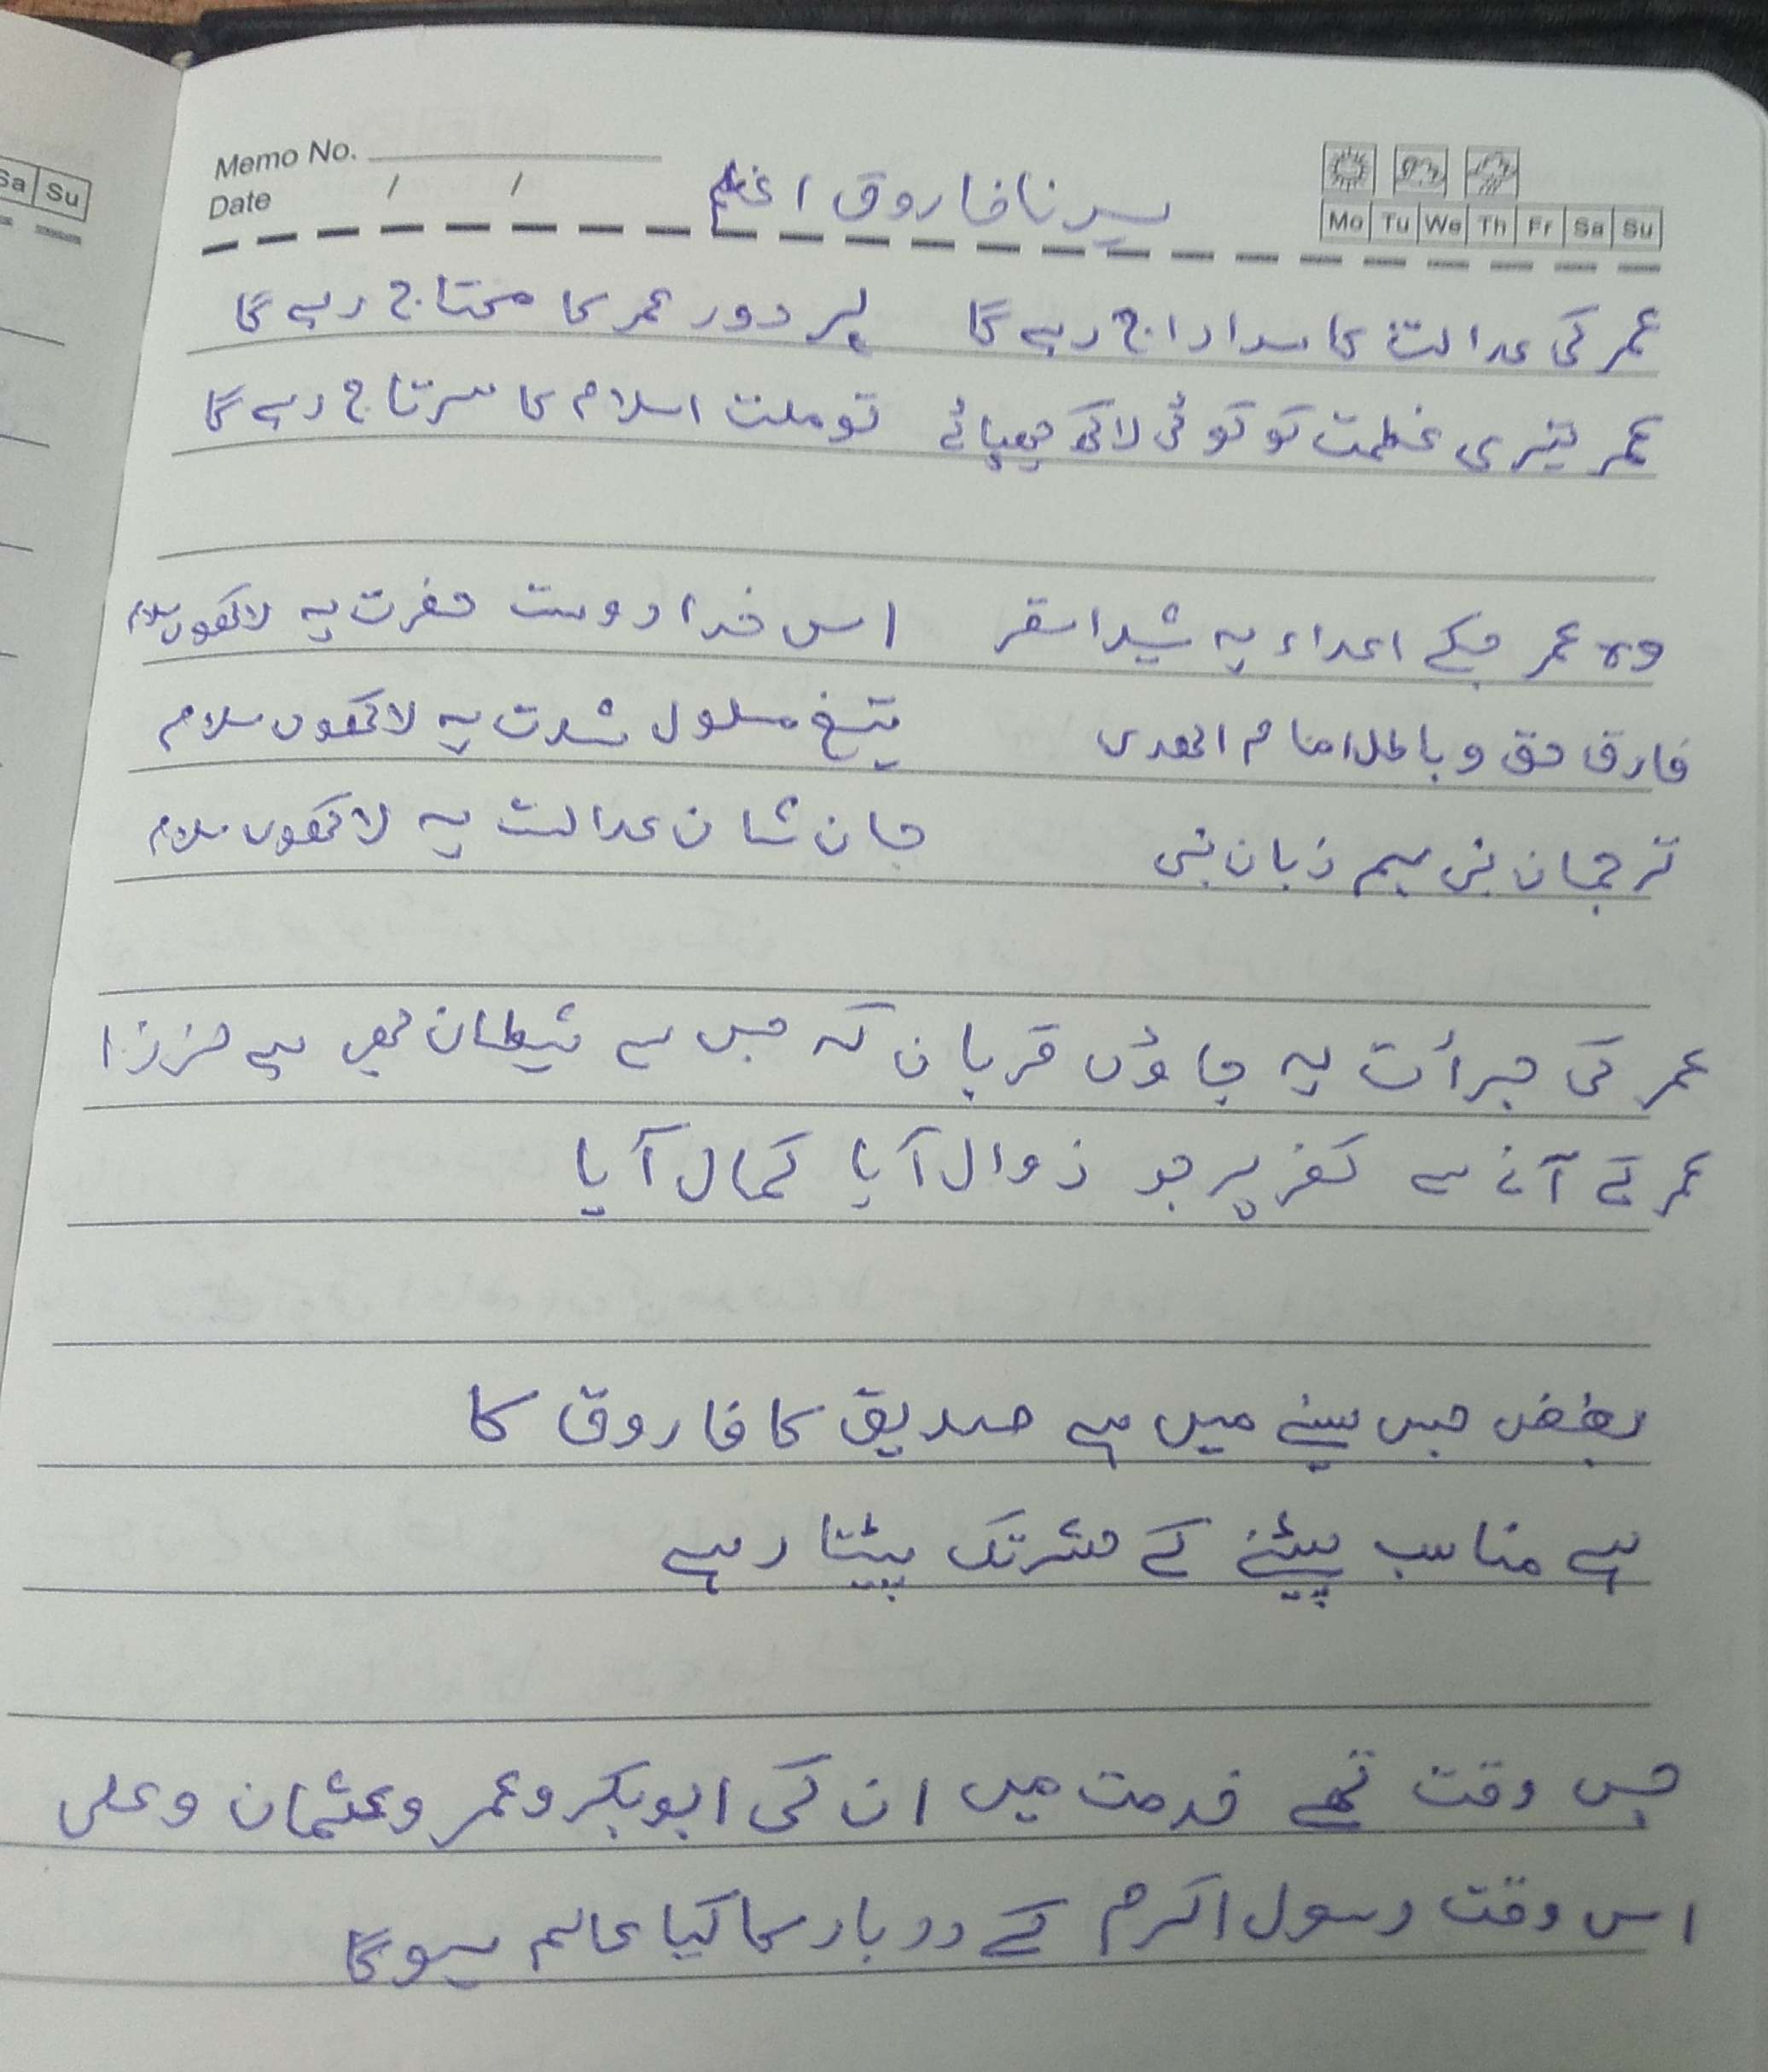 Memo No.
Date / /
Mo Tu We Th Fr Sa Su
Sa Su
سیدنا فاروق اعظم
عمر کی عدالت کا سدا راج رہے گا ہر دور عمر کا محتاج رہے گا
عمر تیری عظمت کو کوئی لاکھ چھپائے تو ملت اسلام کا سرتاج رہے گا
وہ عمر جسکے اعداء پہ شیدا سقر اس خدا دوست حضرت پہ لاکھوں سلام
فارق حق و باطل امام الھدی تیغ مسلول شدت پہ لاکھوں سلام
ترجمان نبی ہم زبان نبی جان شان عدالت پہ لاکھوں سلام
عمر کی جرأت پہ جاؤں قربان کہ جس سے شیطان بھی ہے لرزا
عمر کے آنے سے کفر پر جو زوال آیا کمال آیا
بغض جس سینے میں ہے صدیق کا فاروق کا
ہے مناسب پیٹنے کے حشر تک پیٹتا رہے
جس وقت تھے خدمت میں ان کی ابوبکر و عمر و عثمان و علی
اس وقت رسول اکرم کے دربار کا کیا عالم ہوگا